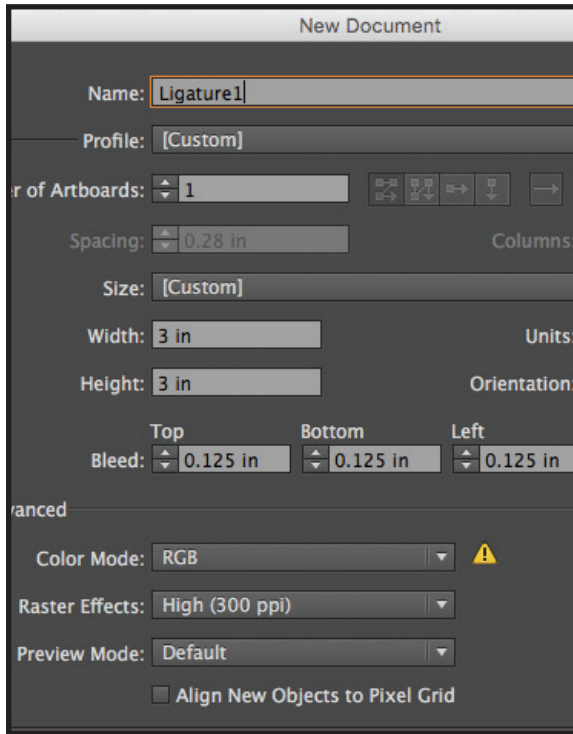 New Document
Name: Ligature1
Profile: [Custom]
r of Artboards: 1
Spacing: 0.28 in Columns:
Size: [Custom]
Width: 3 in Units:
Height: 3 in Orientation:
Top Bottom Left
Bleed: 0.125 in 0.125 in 0.125 in
vanced
Color Mode: RGB
Raster Effects: High (300 ppi)
Preview Mode: Default
Align New Objects to Pixel Grid